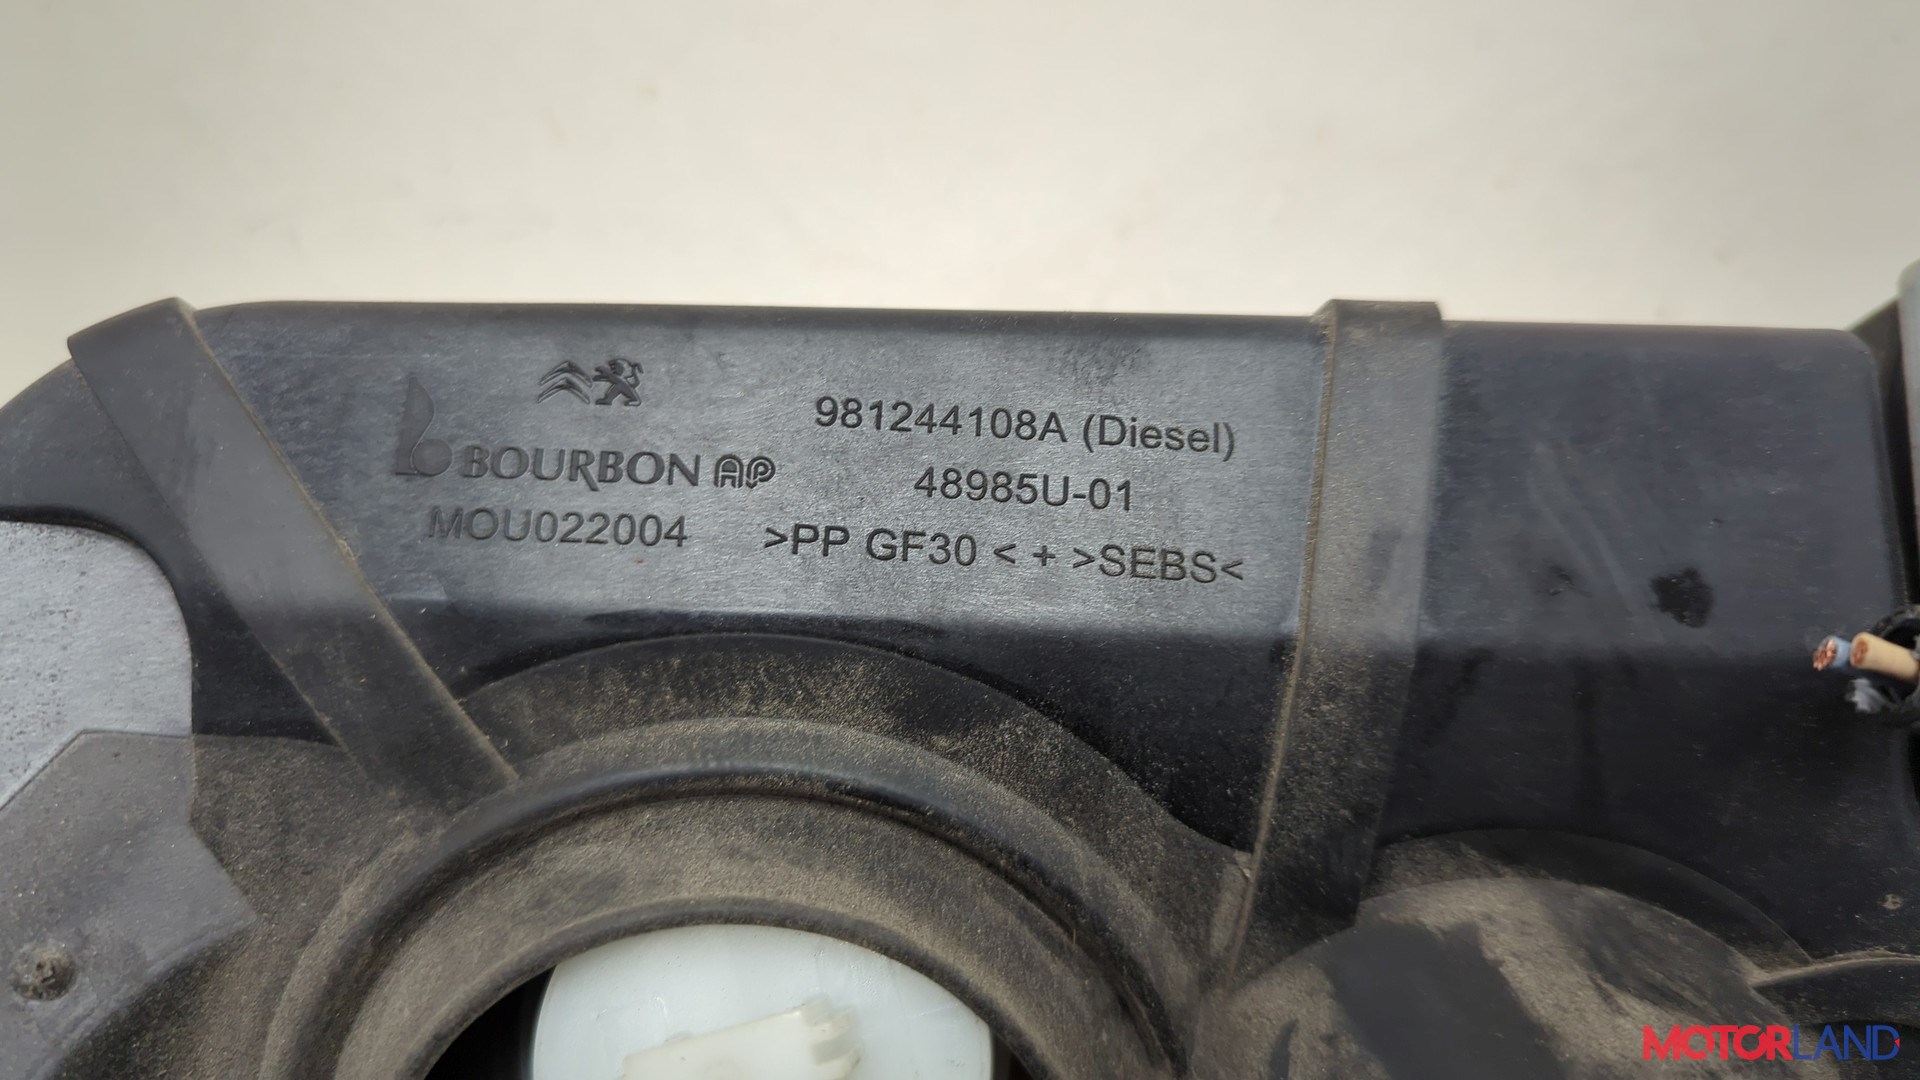 981244108A (Diesel)
BOURBON AP
48985U-01
MOU022004
>PP GF30 < + >SEBS<
MOTORLAND